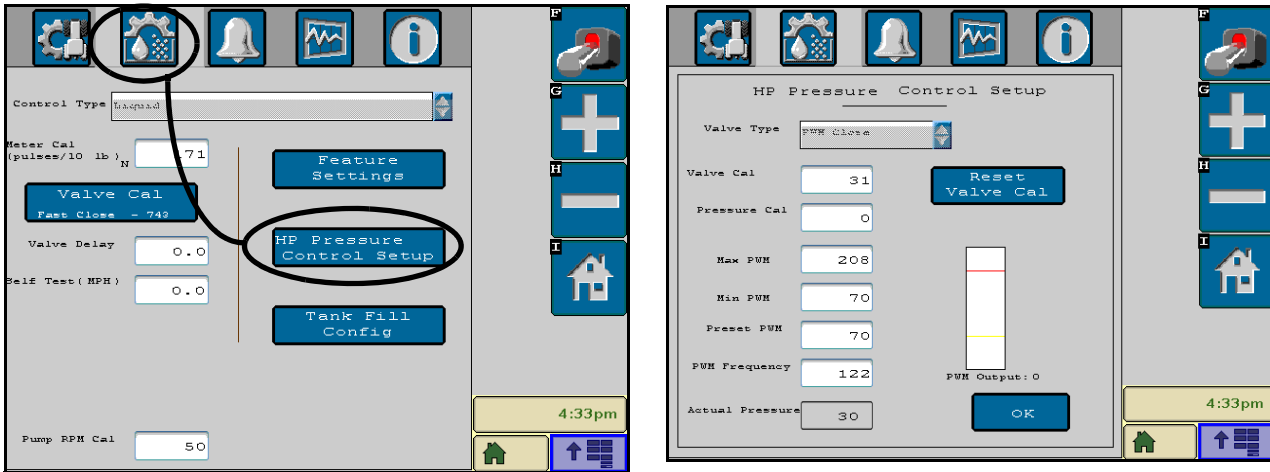 F
G
H
I
Control Type
Meter Cal
(pulses/10 lb)N
Valve Cal
Fast Close - 743
Valve Delay
0.0
Self Test(MPH)
0.0
Feature
Settings
HP Pressure
Control Setup
Tank Fill
Config
Pump RPM Cal
50
4:33pm
F
G
H
I
HP Pressure Control Setup
Valve Type
PWM Close
Valve Cal
31
Reset
Valve Cal
Pressure Cal
0
Max PWM
208
Min PWM
70
Preset PWM
70
PWM Frequency
122
PWM Output:0
Actual Pressure
30
OK
4:33pm